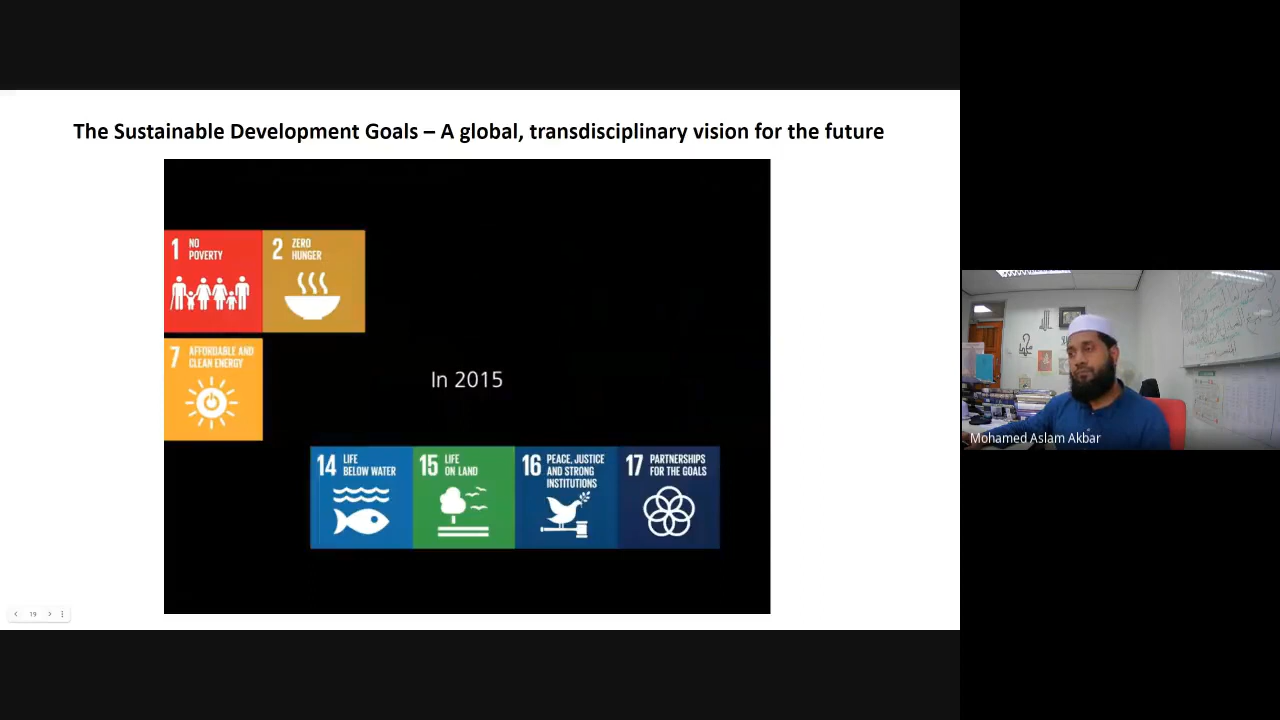 The Sustainable Development Goals – A global, transdisciplinary vision for the future
1 NO
POVERTY
2 ZERO
HUNGER
7 AFFORDABLE AND
CLEAN ENERGY
In 2015
14 LIFE
BELOW WATER
15 LIFE
ON LAND
16 PEACE, JUSTICE
AND STRONG
INSTITUTIONS
17 PARTNERSHIPS
FOR THE GOALS
19
Mohamed Aslam Akbar